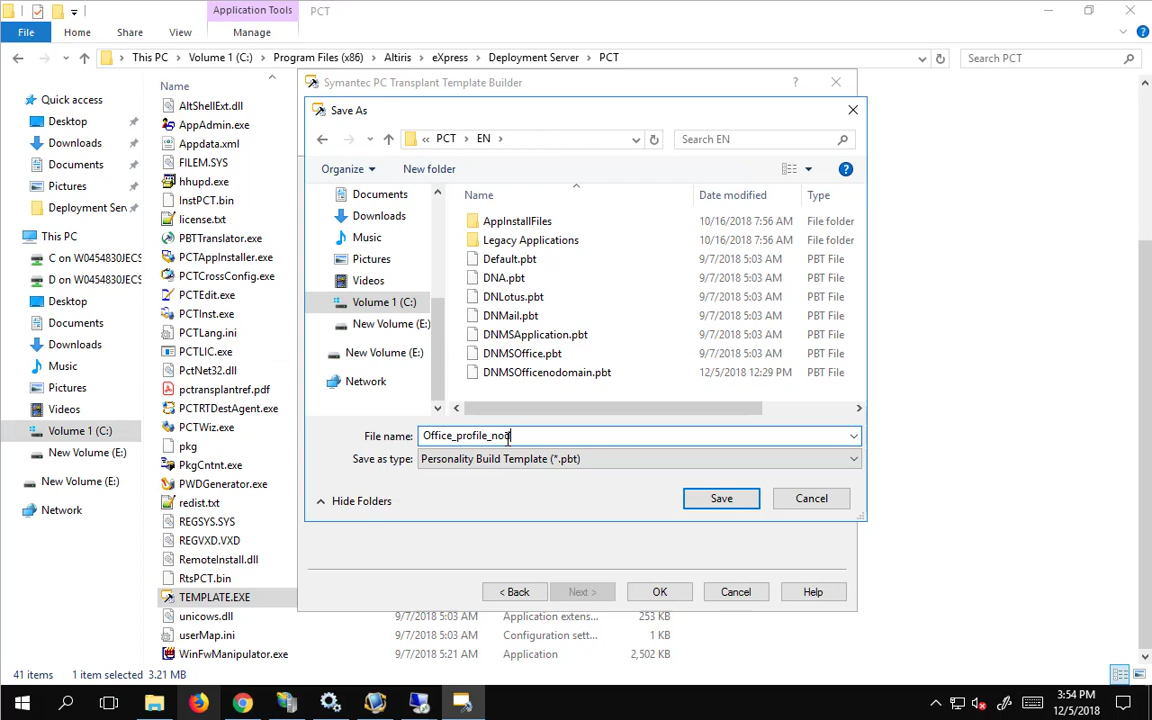 Application Tools
PCT
File
Home
Share
View
Manage
This PC > Volume 1 (C:) > Program Files (x86) > Altiris > eXpress > Deployment Server > PCT
Search PCT
Quick access
Desktop
Downloads
Documents
Pictures
Deployment Serv
This PC
C on W0454830JECS
D on W0454830JECS
Desktop
Downloads
Music
Pictures
Videos
Volume 1 (C:)
New Volume (E:)
New Volume (E:)
Network
Name
AltShellExt.dll
AppAdmin.exe
Appdata.xml
FILEM.SYS
hhupd.exe
InstPCT.bin
license.txt
PBTTranslator.exe
PCTAppInstaller.exe
PCTCrossConfig.exe
PCTEdit.exe
PCTInst.exe
PCTLang.ini
PCTLIC.exe
PctNet32.dll
pctransplantref.pdf
PCTRTDestAgent.exe
PCTWiz.exe
pkg
PkgCntnt.exe
PWDGenerator.exe
redist.txt
REGSYS.SYS
REGVXD.VXD
RemoteInstall.dll
RtsPCT.bin
TEMPLATE.EXE
unicows.dll 9/7/2018 5:03 AM Application extens... 253 KB
userMap.ini 9/7/2018 5:03 AM Configuration sett... 1 KB
WinFwManipulator.exe 9/7/2018 5:21 AM Application 2,502 KB
Symantec PC Transplant Template Builder
Save As
« PCT > EN >
Search EN
Organize
New folder
Documents
Downloads
Music
Pictures
Videos
Volume 1 (C:)
New Volume (E:)
New Volume (E:)
Network
Name Date modified Type
AppInstallFiles 10/16/2018 7:56 AM File folder
Legacy Applications 10/16/2018 7:56 AM File folder
Default.pbt 9/7/2018 5:03 AM PBT File
DNA.pbt 9/7/2018 5:03 AM PBT File
DNLotus.pbt 9/7/2018 5:03 AM PBT File
DNMail.pbt 9/7/2018 5:03 AM PBT File
DNMSApplication.pbt 9/7/2018 5:03 AM PBT File
DNMSOffice.pbt 9/7/2018 5:03 AM PBT File
DNMSOfficenodomain.pbt 12/5/2018 12:29 PM PBT File
File name: Office_profile_nod
Save as type: Personality Build Template (*.pbt)
Hide Folders
Save
Cancel
< Back
Next >
OK
Cancel
Help
41 items 1 item selected 3.21 MB
3:54 PM
12/5/2018